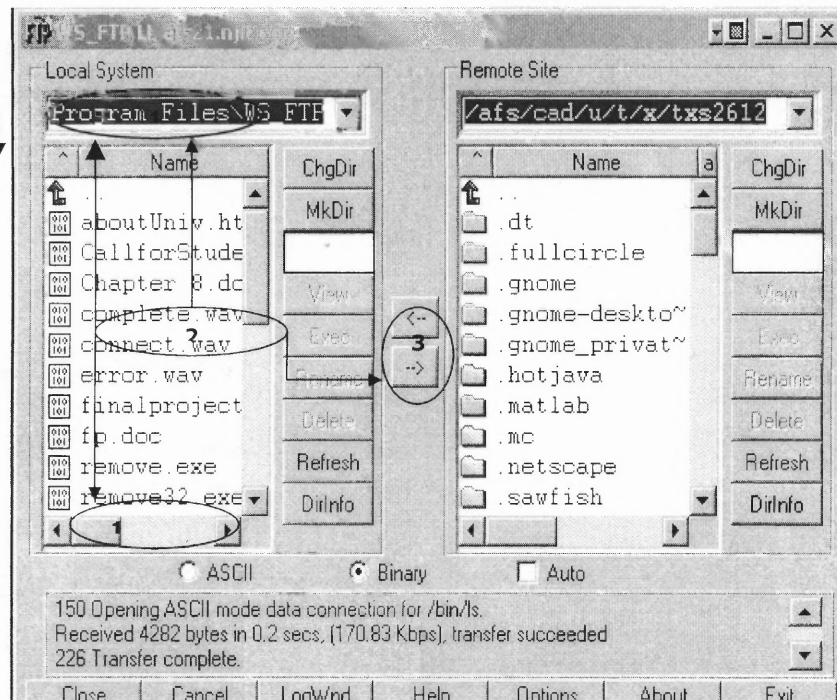 WS_FTP LE afs21.njit
Local System
Remote Site
Program Files\WS_FTP
/afs/cad/u/t/x/txs2612
^ Name
ChgDir
^ Name a
ChgDir
..
MkDir
..
MkDir
aboutUniv.ht
.dt
CallforStude
.fullcircle
Chapter 8.do
View
.gnome
View
complete.wav
<--
.gnome-deskto~
2
Exec
3
Exec
connect.wav
.gnome_privat~
error.wav
Rename
-->
.hotjava
Rename
finalproject
Delete
.matlab
Delete
fp.doc
.mc
remove.exe
Refresh
.netscape
Refresh
remove32.exe
DirInfo
.sawfish
DirInfo
1
ASCII Binary Auto
150 Opening ASCII mode data connection for /bin/ls.
Received 4282 bytes in 0.2 secs, (170.83 Kbps), transfer succeeded
226 Transfer complete.
Close Cancel LogWnd Help Options About Exit